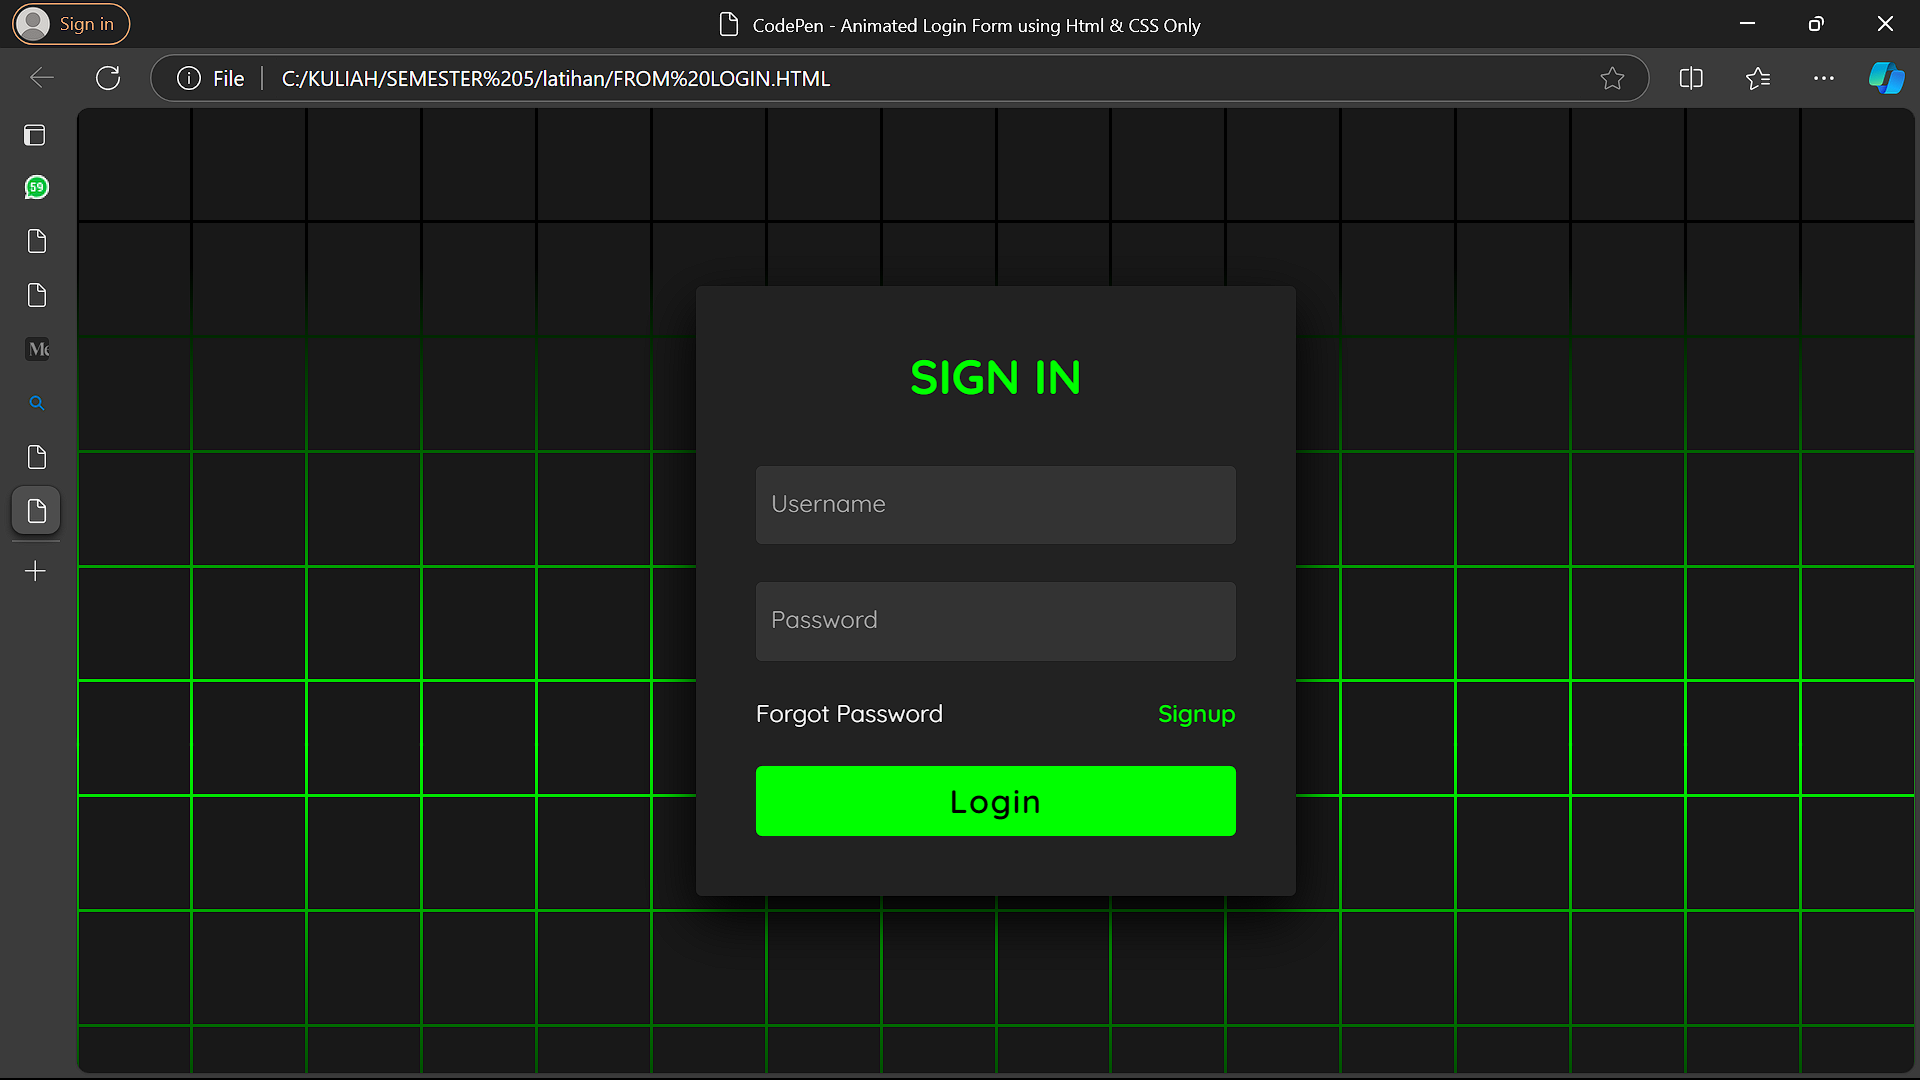 Sign in
CodePen - Animated Login Form using Html & CSS Only
File
C:/KULIAH/SEMESTER%205/latihan/FROM%20LOGIN.HTML
59
SIGN IN
Username
Password
Forgot Password
Signup
Login